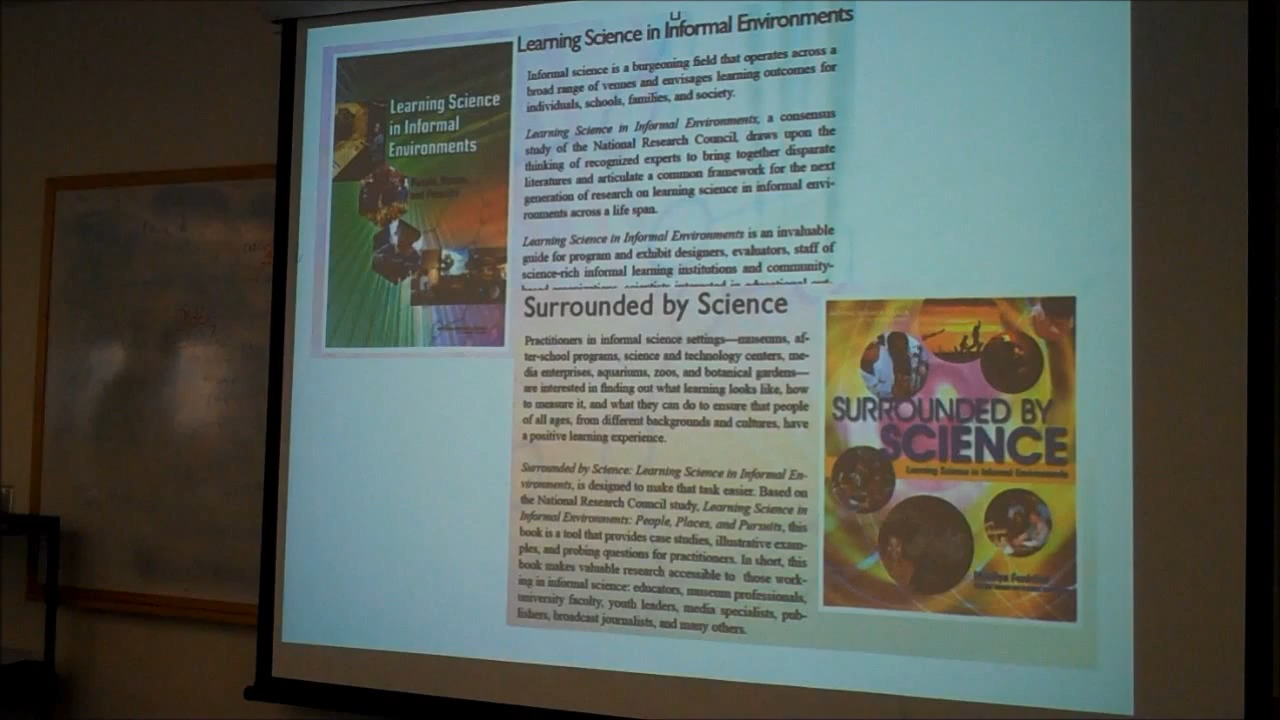 Learning Science
in Informal
Environments
People, Places,
and Pursuits
Learning Science in Informal Environments
Informal science is a burgeoning field that operates across a
broad range of venues and envisages learning outcomes for
individuals, schools, families, and society.
Learning Science in Informal Environments, a consensus
study of the National Research Council, draws upon the
thinking of recognized experts to bring together disparate
literatures and articulate a common framework for the next
generation of research on learning science in informal envi-
ronments across a life span.
Learning Science in Informal Environments is an invaluable
guide for program and exhibit designers, evaluators, staff of
science-rich informal learning institutions and community-
based organizations, scientists interested in educational out-
Surrounded by Science
Practitioners in informal science settings—museums, af-
ter-school programs, science and technology centers, me-
dia enterprises, aquariums, zoos, and botanical gardens—
are interested in finding out what learning looks like, how
to measure it, and what they can do to ensure that people
of all ages, from different backgrounds and cultures, have
a positive learning experience.
Surrounded by Science: Learning Science in Informal En-
vironments, is designed to make that task easier. Based on
the National Research Council study, Learning Science in
Informal Environments: People, Places, and Pursuits, this
book is a tool that provides case studies, illustrative exam-
ples, and probing questions for practitioners. In short, this
book makes valuable research accessible to those work-
ing in informal science: educators, museum professionals,
university faculty, youth leaders, media specialists, pub-
lishers, broadcast journalists, and many others.
SURROUNDED BY
SCIENCE
Learning Science in Informal Environments